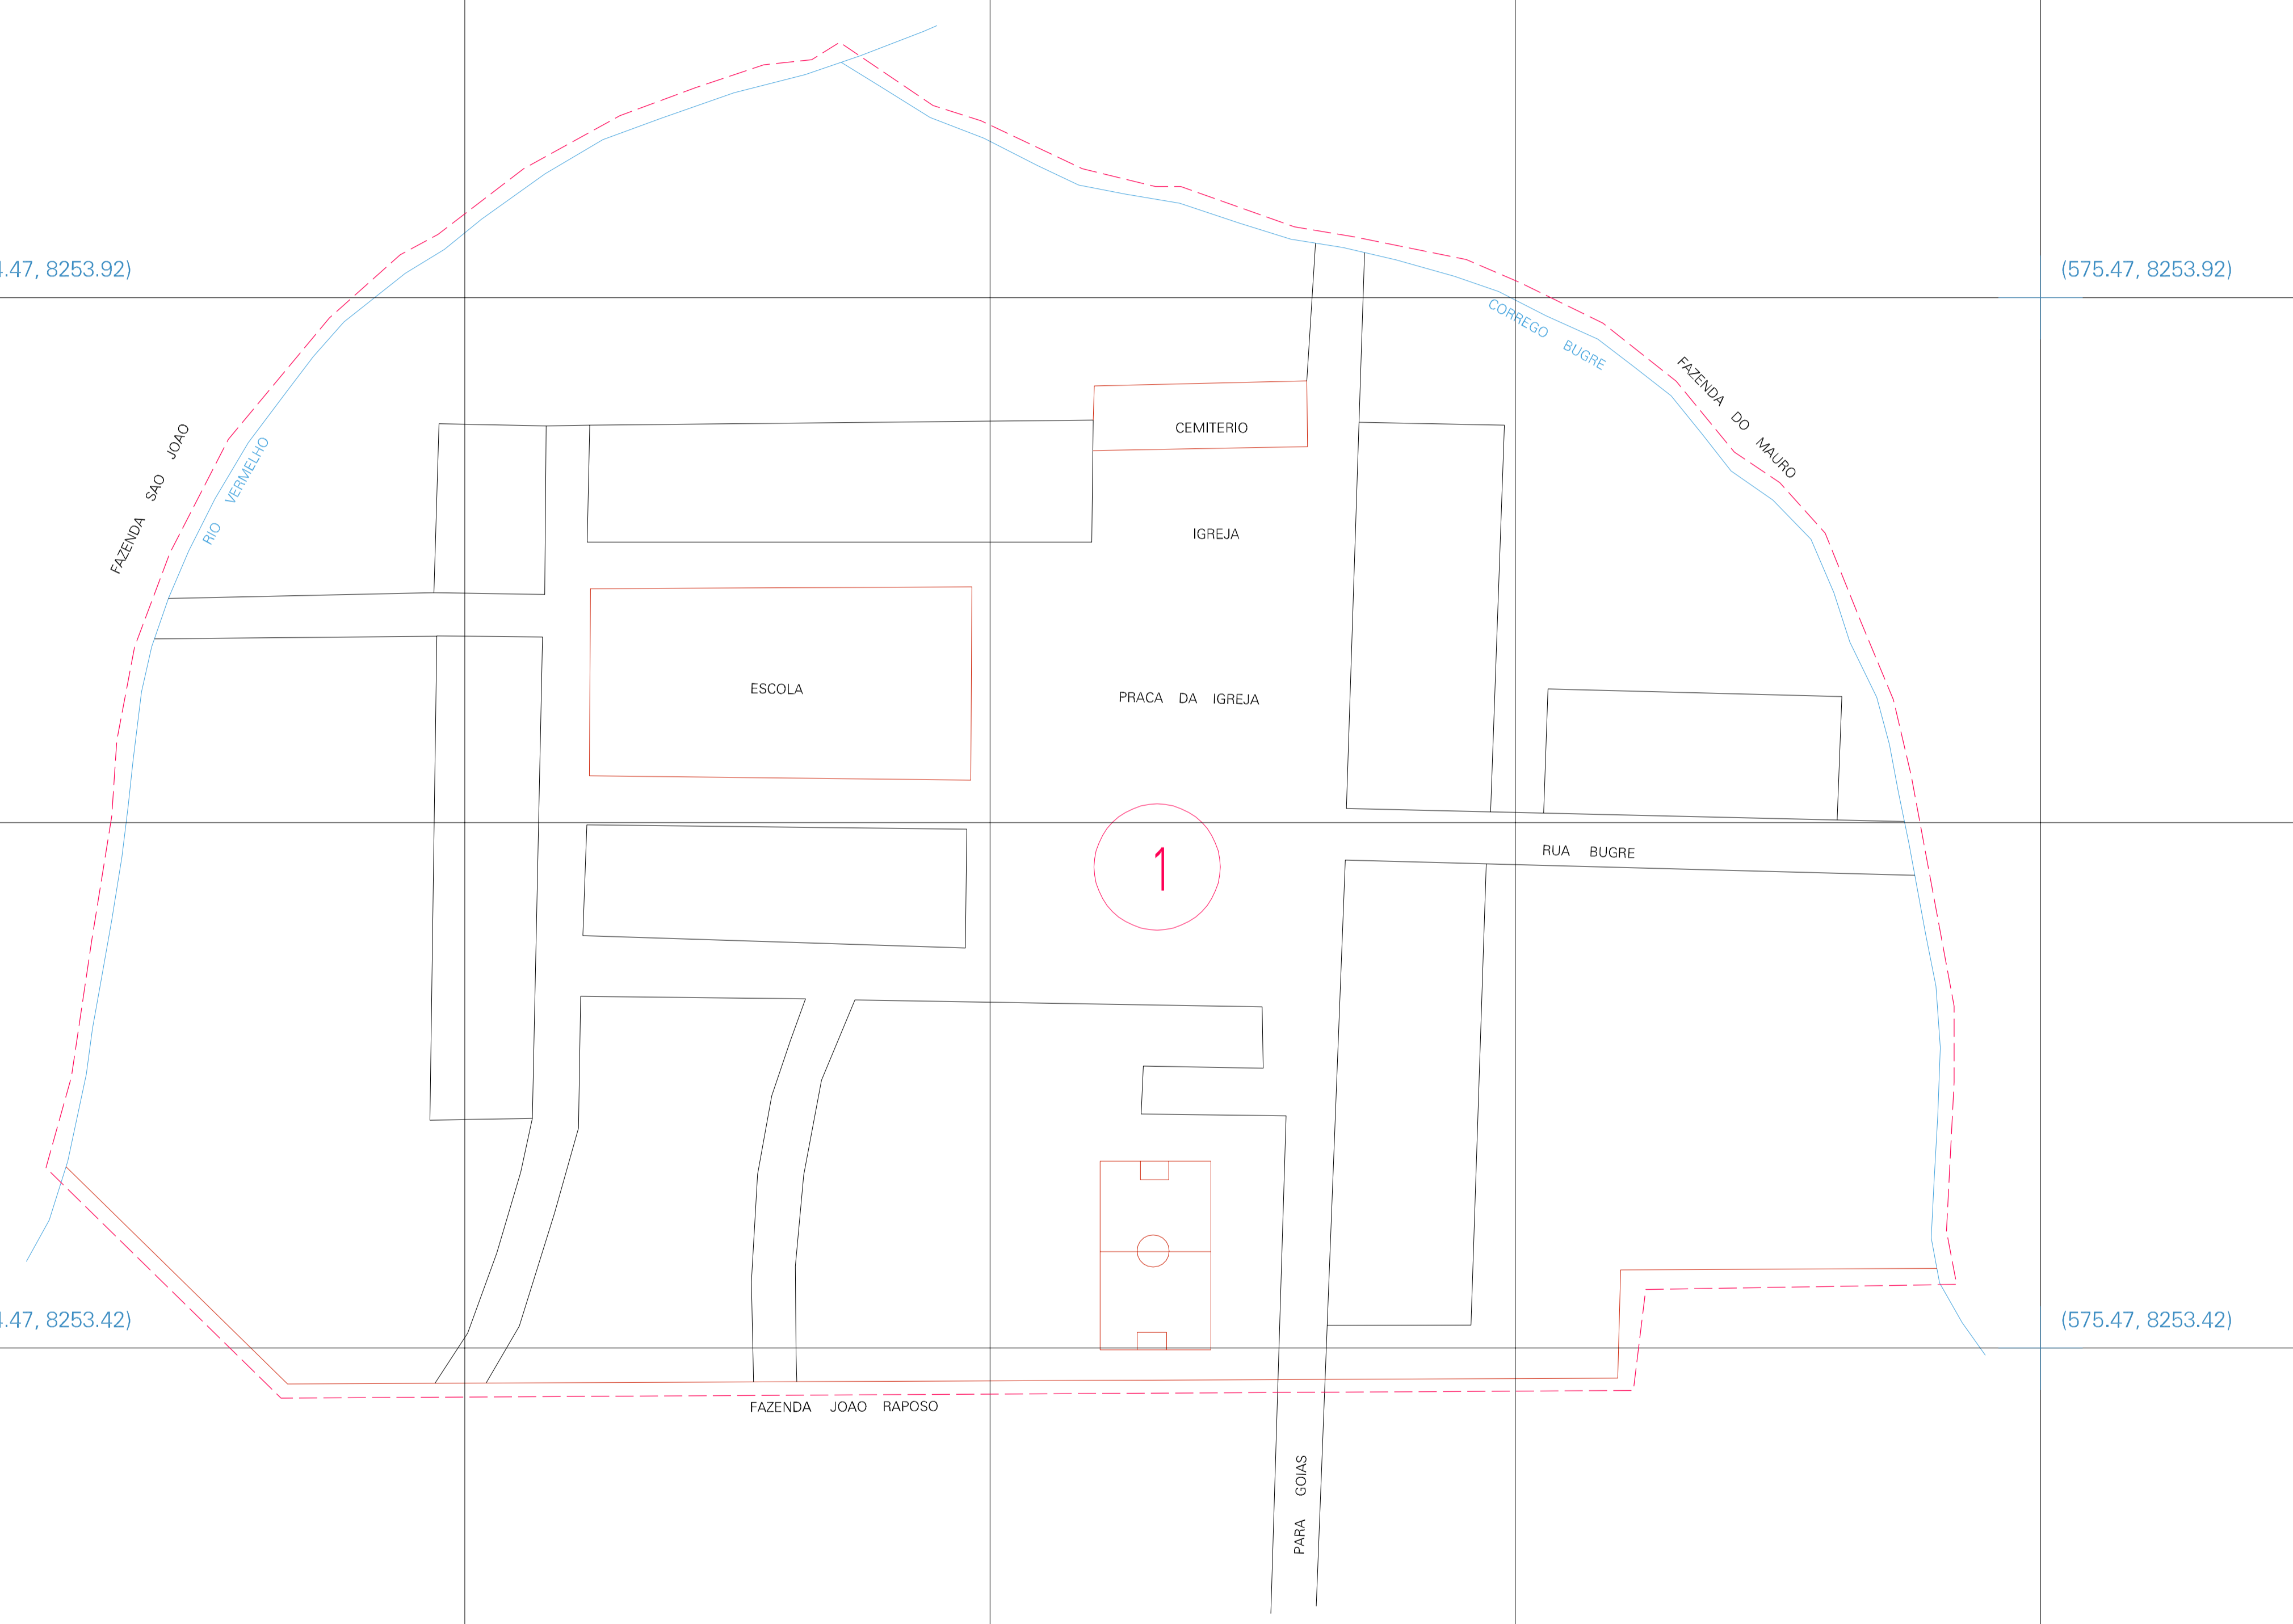 .47, 8253.92)
(575.47, 8253.92)
CORREGO BUGRE
FAZENDA DO MAURO
FAZENDA SAO JOAO
RIO VERMELHO
CEMITERIO
IGREJA
ESCOLA
PRACA DA IGREJA
1
RUA BUGRE
.47, 8253.42)
(575.47, 8253.42)
FAZENDA JOAO RAPOSO
PARA GOIAS